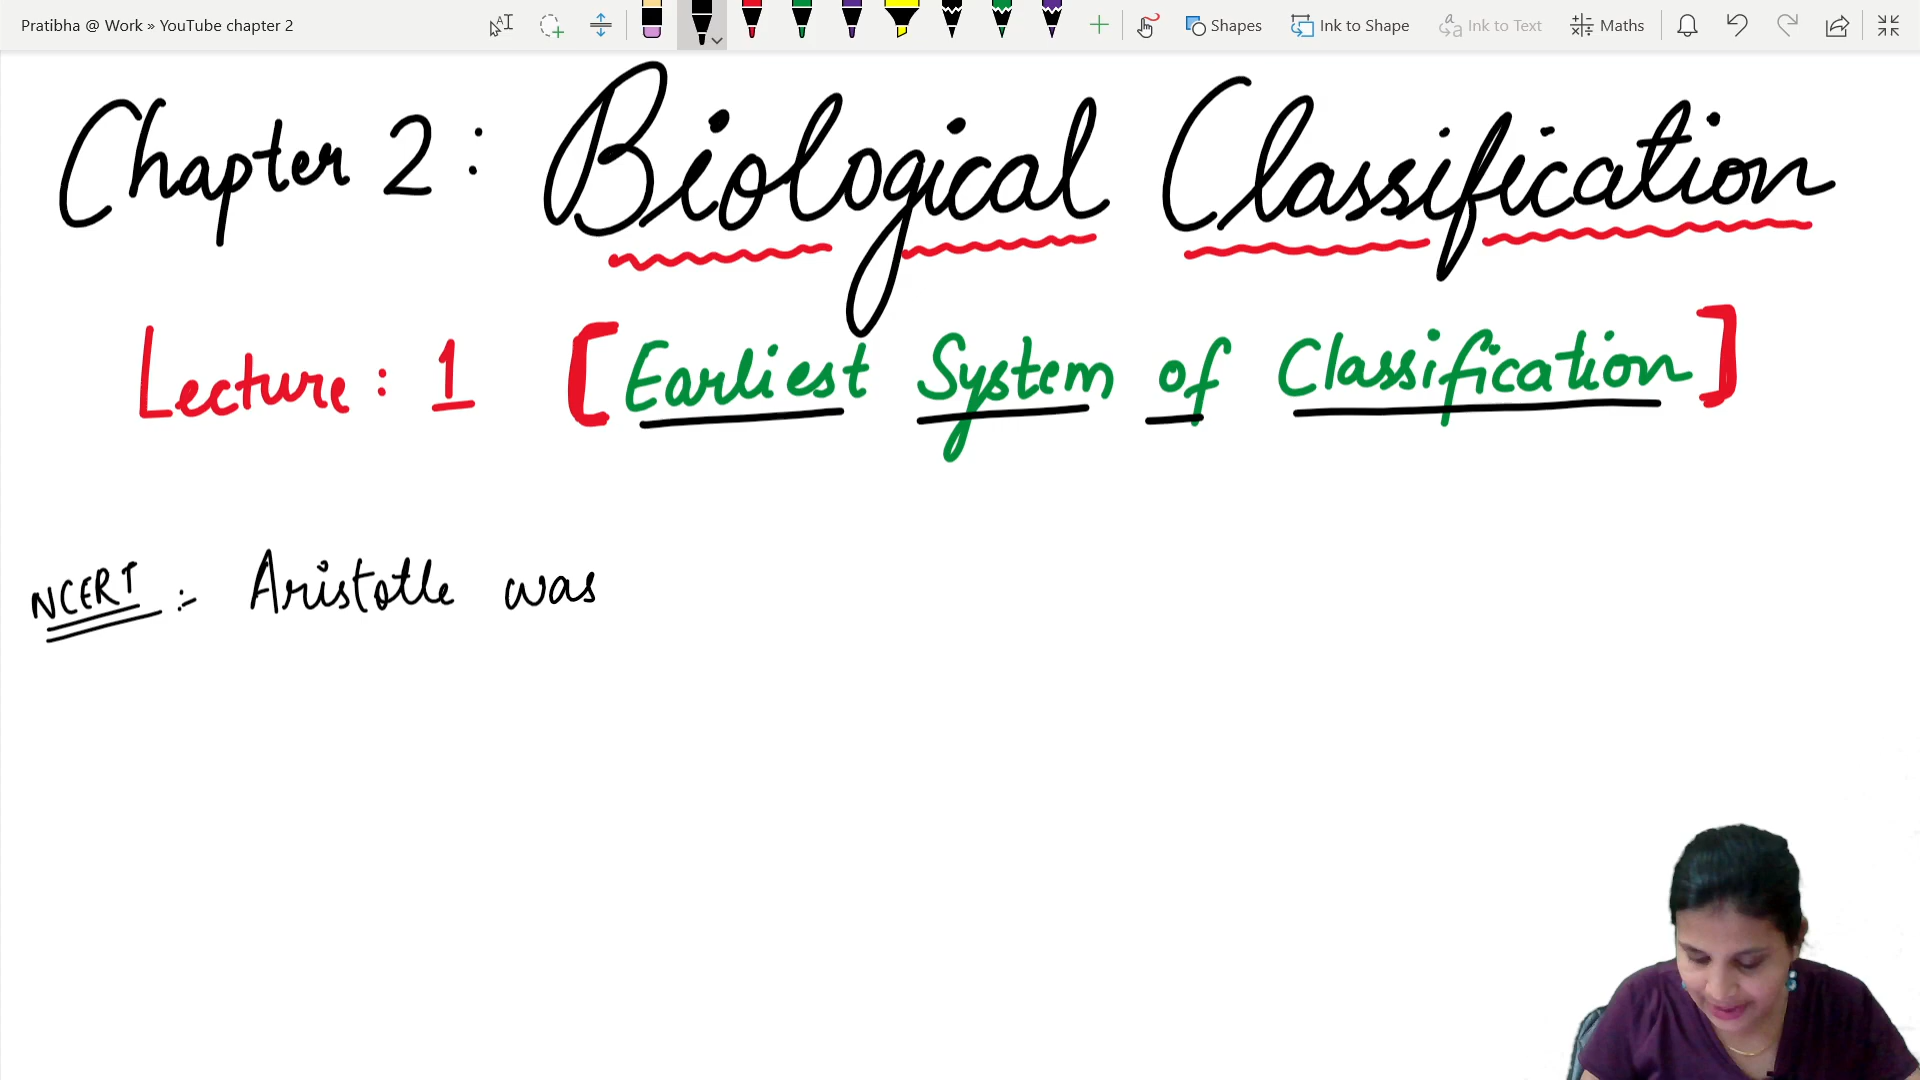 Pratibha @ Work » YouTube chapter 2 Shapes Ink to Shape Ink to Text Maths
Chapter 2 : Biological Classification
Lecture : 1 [Earliest System of Classification]
NCERT :- Aristotle was